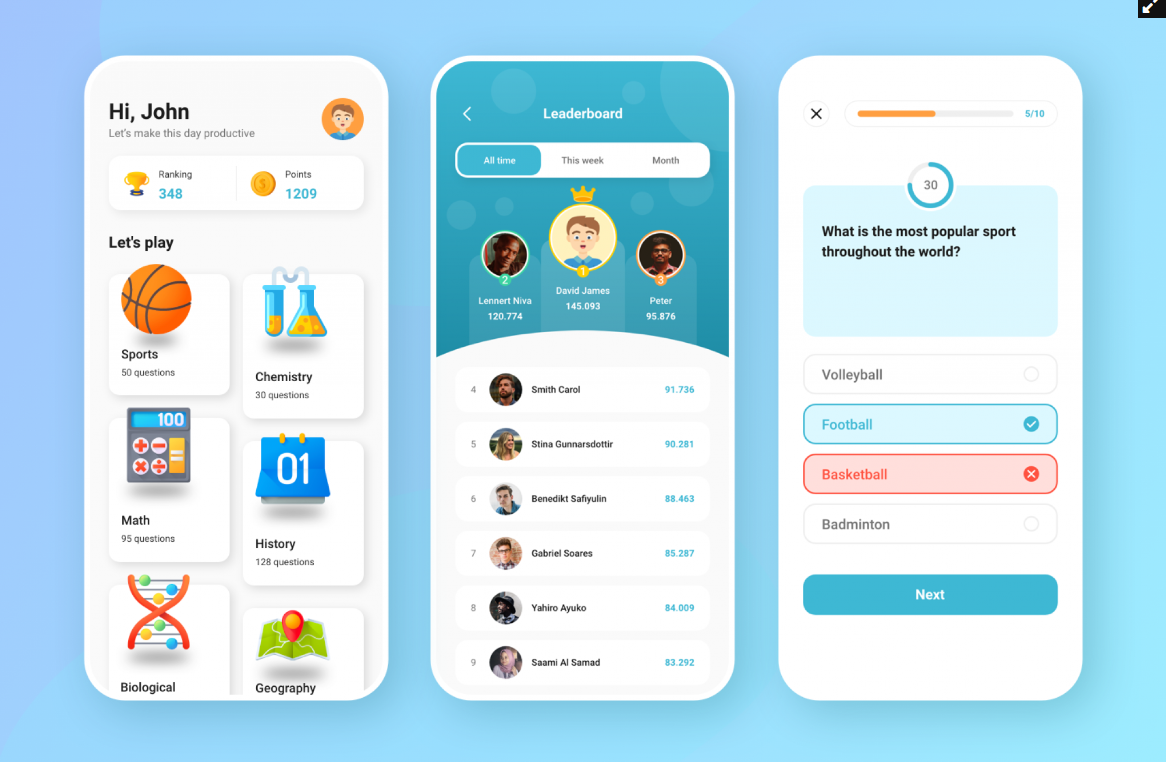 Hi, John
Let's make this day productive
Ranking
348
Points
1209
Let's play
Sports
50 questions
Chemistry
30 questions
100
Math
95 questions
01
History
128 questions
Biological
Geography
Leaderboard
All time
This week
Month
2
Lennert Niva
120.774
1
David James
145.093
3
Peter
95.876
4 Smith Carol 91.736
5 Stina Gunnarsdottir 90.281
6 Benedikt Safiyulin 88.463
7 Gabriel Soares 85.287
8 Yahiro Ayuko 84.009
9 Saami Al Samad 83.292
5/10
30
What is the most popular sport
throughout the world?
Volleyball
Football
Basketball
Badminton
Next